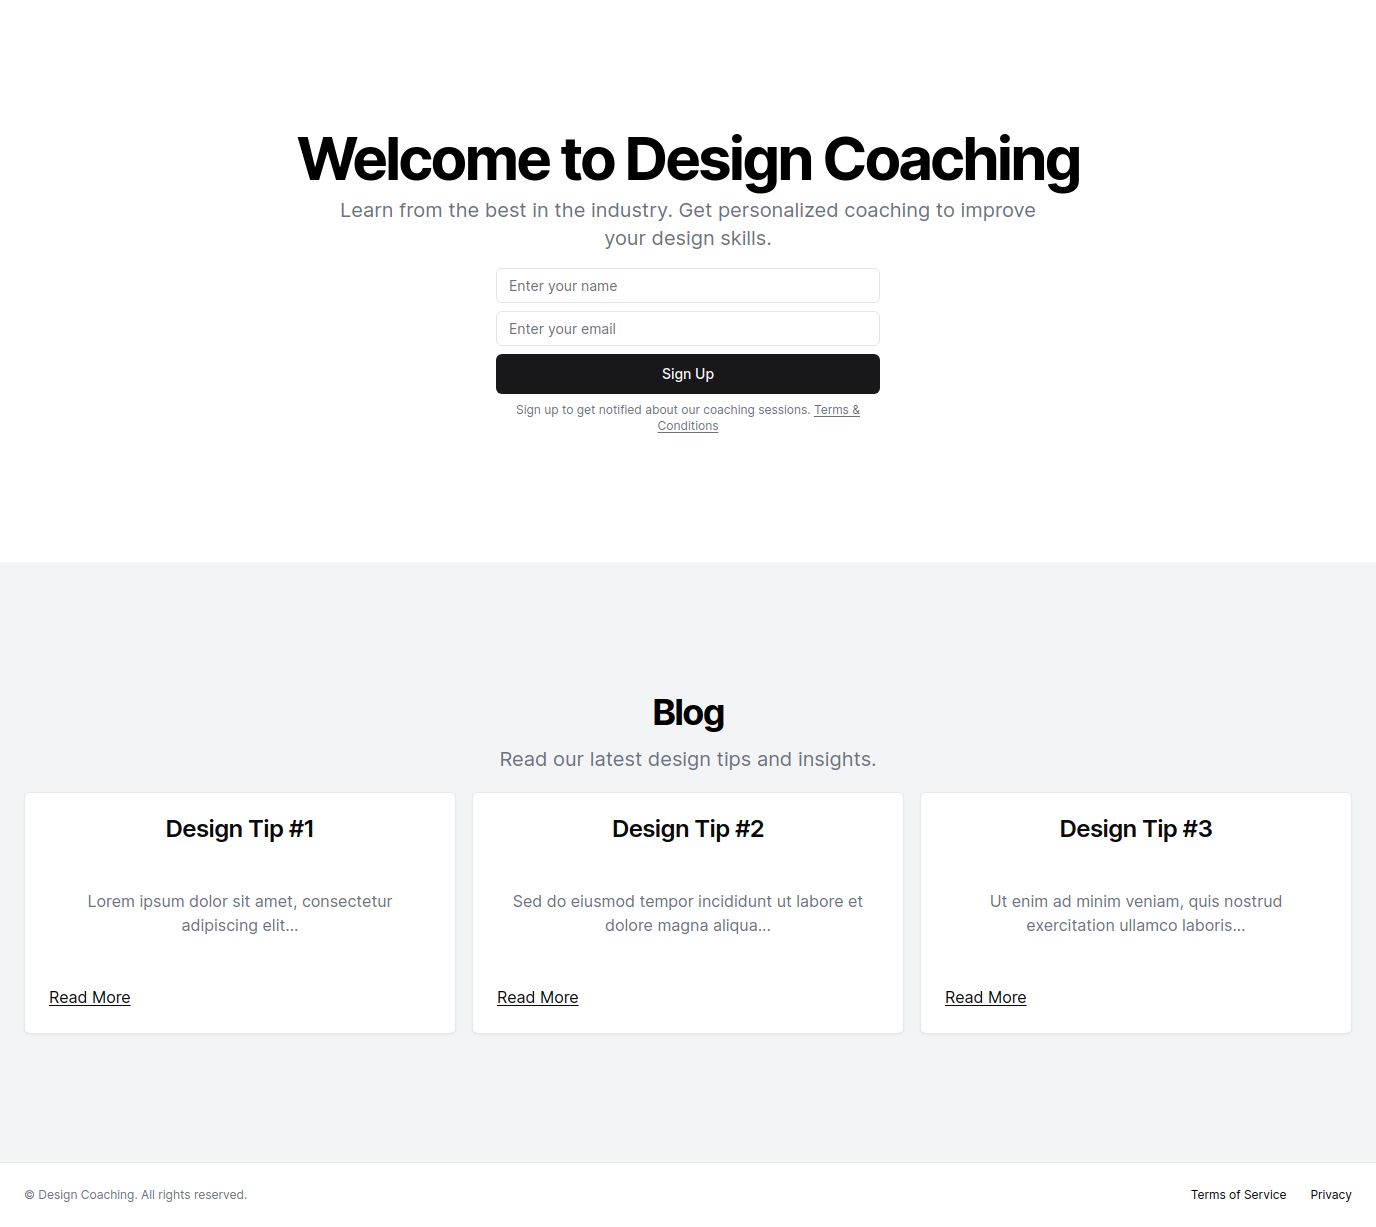 Welcome to Design Coaching
Learn from the best in the industry. Get personalized coaching to improve
your design skills.
Enter your name
Enter your email
Sign Up
Sign up to get notified about our coaching sessions. Terms &
Conditions
Blog
Read our latest design tips and insights.
Design Tip #1
Lorem ipsum dolor sit amet, consectetur
adipiscing elit...
Read More
Design Tip #2
Sed do eiusmod tempor incididunt ut labore et
dolore magna aliqua...
Read More
Design Tip #3
Ut enim ad minim veniam, quis nostrud
exercitation ullamco laboris...
Read More
© Design Coaching. All rights reserved.
Terms of Service
Privacy